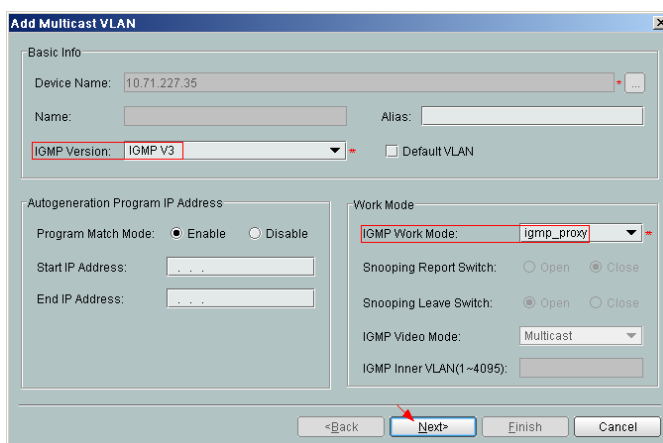 Add Multicast VLAN
Basic Info
Device Name: 10.71.227.35 * ...
Name: Alias:
IGMP Version: IGMP V3 * Default VLAN
Autogeneration Program IP Address
Program Match Mode: Enable Disable
Start IP Address: . . .
End IP Address: . . .
Work Mode
IGMP Work Mode: igmp_proxy *
Snooping Report Switch: Open Close
Snooping Leave Switch: Open Close
IGMP Video Mode: Multicast
IGMP Inner VLAN(1~4095):
<Back Next> Finish Cancel